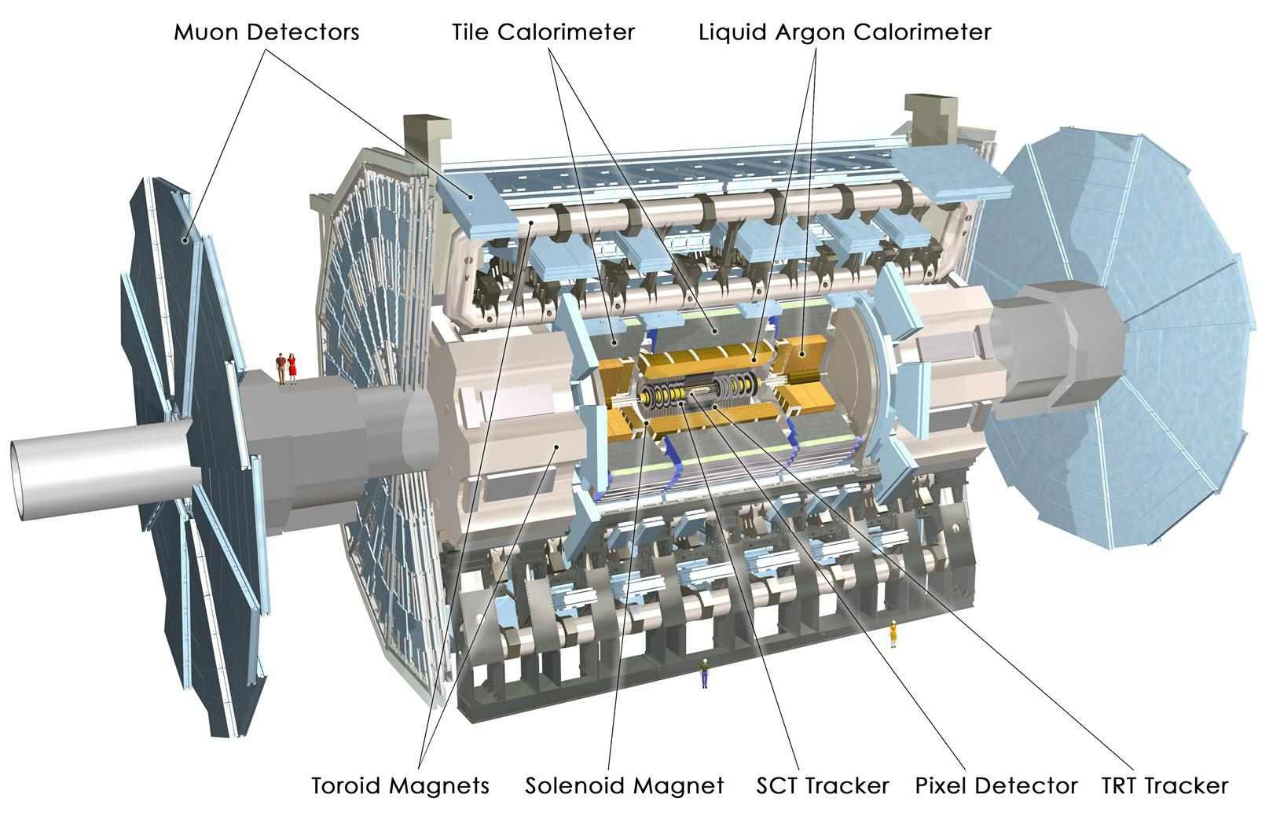 Muon Detectors
Tile Calorimeter
Liquid Argon Calorimeter
Toroid Magnets
Solenoid Magnet
SCT Tracker
Pixel Detector
TRT Tracker